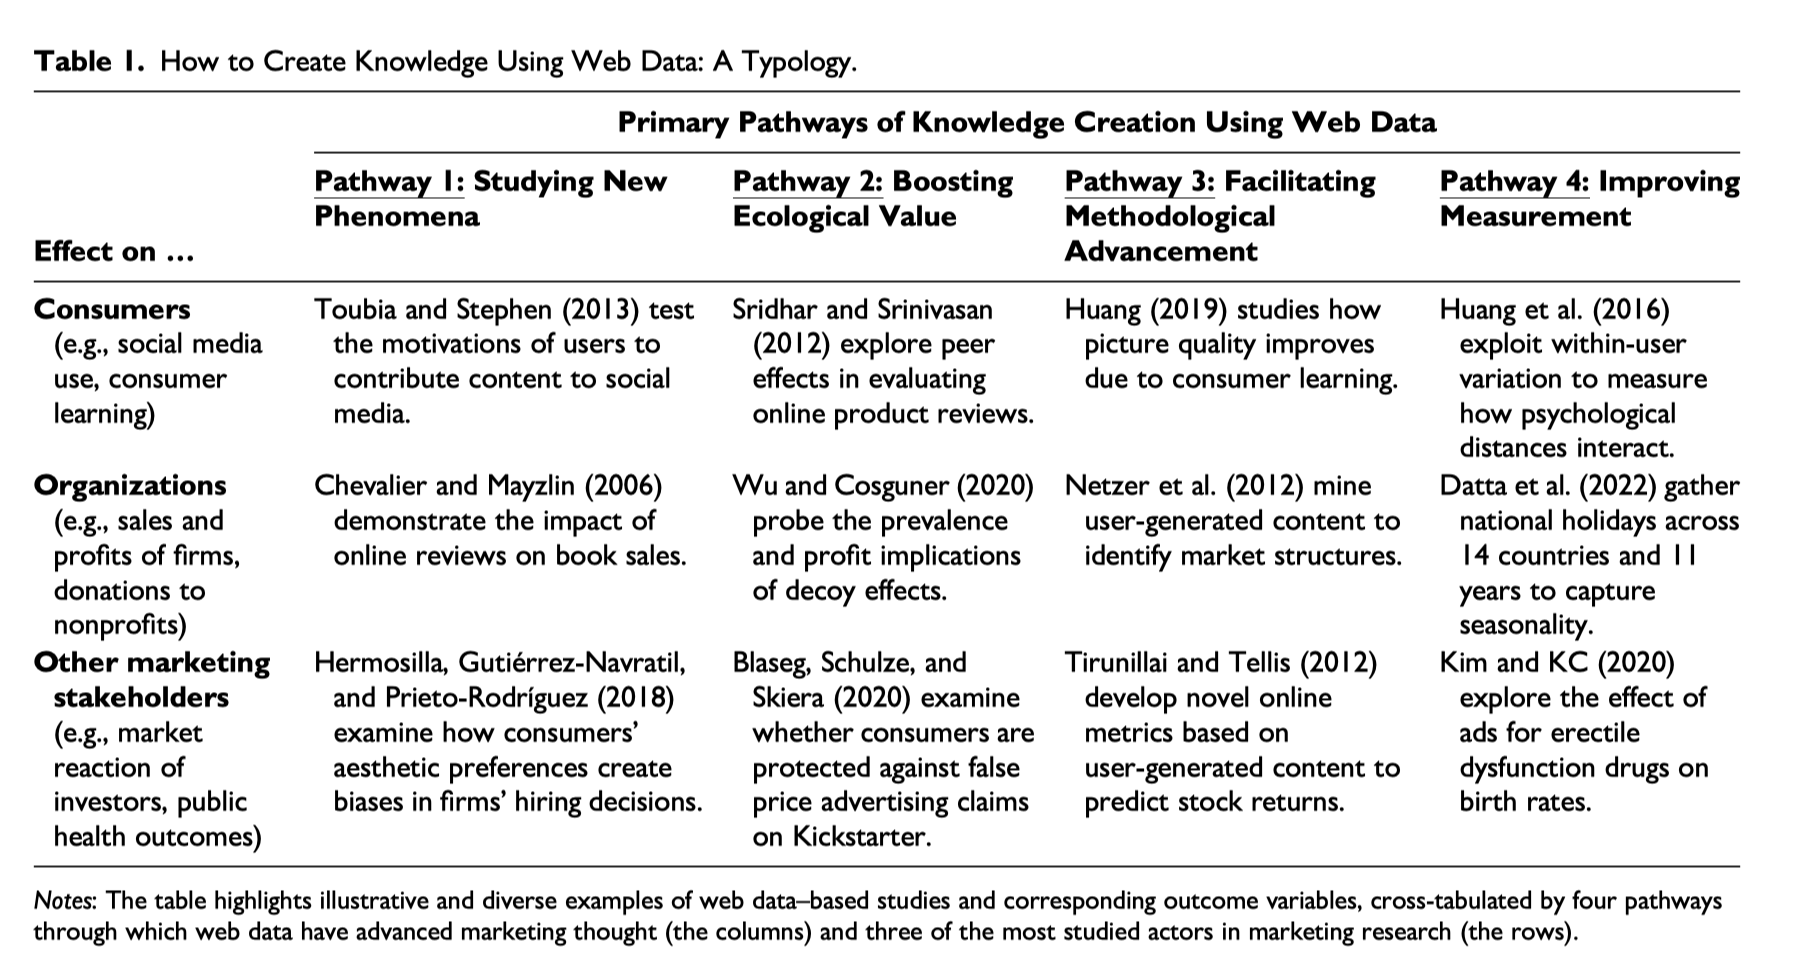 Table 1. How to Create Knowledge Using Web Data: A Typology.
Primary Pathways of Knowledge Creation Using Web Data
Effect on …
Pathway 1: Studying New
Phenomena
Pathway 2: Boosting
Ecological Value
Pathway 3: Facilitating
Methodological
Advancement
Pathway 4: Improving
Measurement
Consumers
(e.g., social media
use, consumer
learning)
Toubia and Stephen (2013) test
the motivations of users to
contribute content to social
media.
Sridhar and Srinivasan
(2012) explore peer
effects in evaluating
online product reviews.
Huang (2019) studies how
picture quality improves
due to consumer learning.
Huang et al. (2016)
exploit within-user
variation to measure
how psychological
distances interact.
Organizations
(e.g., sales and
profits of firms,
donations to
nonprofits)
Chevalier and Mayzlin (2006)
demonstrate the impact of
online reviews on book sales.
Wu and Cosguner (2020)
probe the prevalence
and profit implications
of decoy effects.
Netzer et al. (2012) mine
user-generated content to
identify market structures.
Datta et al. (2022) gather
national holidays across
14 countries and 11
years to capture
seasonality.
Other marketing
stakeholders
(e.g., market
reaction of
investors, public
health outcomes)
Hermosilla, Gutiérrez-Navratil,
and Prieto-Rodríguez (2018)
examine how consumers’
aesthetic preferences create
biases in firms’ hiring decisions.
Blaseg, Schulze, and
Skiera (2020) examine
whether consumers are
protected against false
price advertising claims
on Kickstarter.
Tirunillai and Tellis (2012)
develop novel online
metrics based on
user-generated content to
predict stock returns.
Kim and KC (2020)
explore the effect of
ads for erectile
dysfunction drugs on
birth rates.
Notes: The table highlights illustrative and diverse examples of web data–based studies and corresponding outcome variables, cross-tabulated by four pathways
through which web data have advanced marketing thought (the columns) and three of the most studied actors in marketing research (the rows).